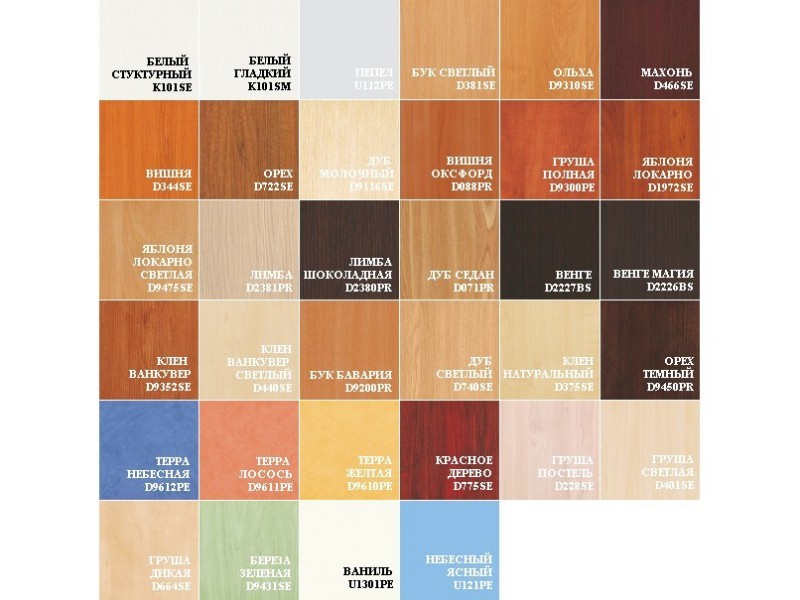 БЕЛЫЙ
СТУКТУРНЫЙ
K101SE
БЕЛЫЙ
ГЛАДКИЙ
K101SM
ПЕПЕЛ
U112PE
БУК СВЕТЛЫЙ
D381SE
ОЛЬХА
D9310SE
МАХОНЬ
D466SE
ВИШНЯ
D344SE
ОРЕХ
D722SE
ДУБ
МОЛОЧНЫЙ
D9116SE
ВИШНЯ
ОКСФОРД
D088PR
ГРУША
ПОЛНАЯ
D9300PE
ЯБЛОНЯ
ЛОКАРНО
D1972SE
ЯБЛОНЯ
ЛОКАРНО
СВЕТЛАЯ
D9475SE
ЛИМБА
D2381PR
ЛИМБА
ШОКОЛАДНАЯ
D2380PR
ДУБ СЕДАН
D071PR
ВЕНГЕ
D2227BS
ВЕНГЕ МАГИЯ
D2226BS
КЛЕН
ВАНКУВЕР
D9352SE
КЛЕН
ВАНКУВЕР
СВЕТЛЫЙ
D440SE
БУК БАВАРИЯ
D9200PR
ДУБ
СВЕТЛЫЙ
D740SE
КЛЕН
НАТУРАЛЬНЫЙ
D375SE
ОРЕХ
ТЕМНЫЙ
D9450PR
ТЕРРА
НЕБЕСНАЯ
D9612PE
ТЕРРА
ЛОСОСЬ
D9611PE
ТЕРРА
ЖЕЛТАЯ
D9610PE
КРАСНОЕ
ДЕРЕВО
D775SE
ГРУША
ПОСТЕЛЬ
D228SE
ГРУША
СВЕТЛАЯ
D401SE
ГРУША
ДИКАЯ
D664SE
БЕРЕЗА
ЗЕЛЕНАЯ
D9431SE
ВАНИЛЬ
U1301PE
НЕБЕСНЫЙ
ЯСНЫЙ
U121PE